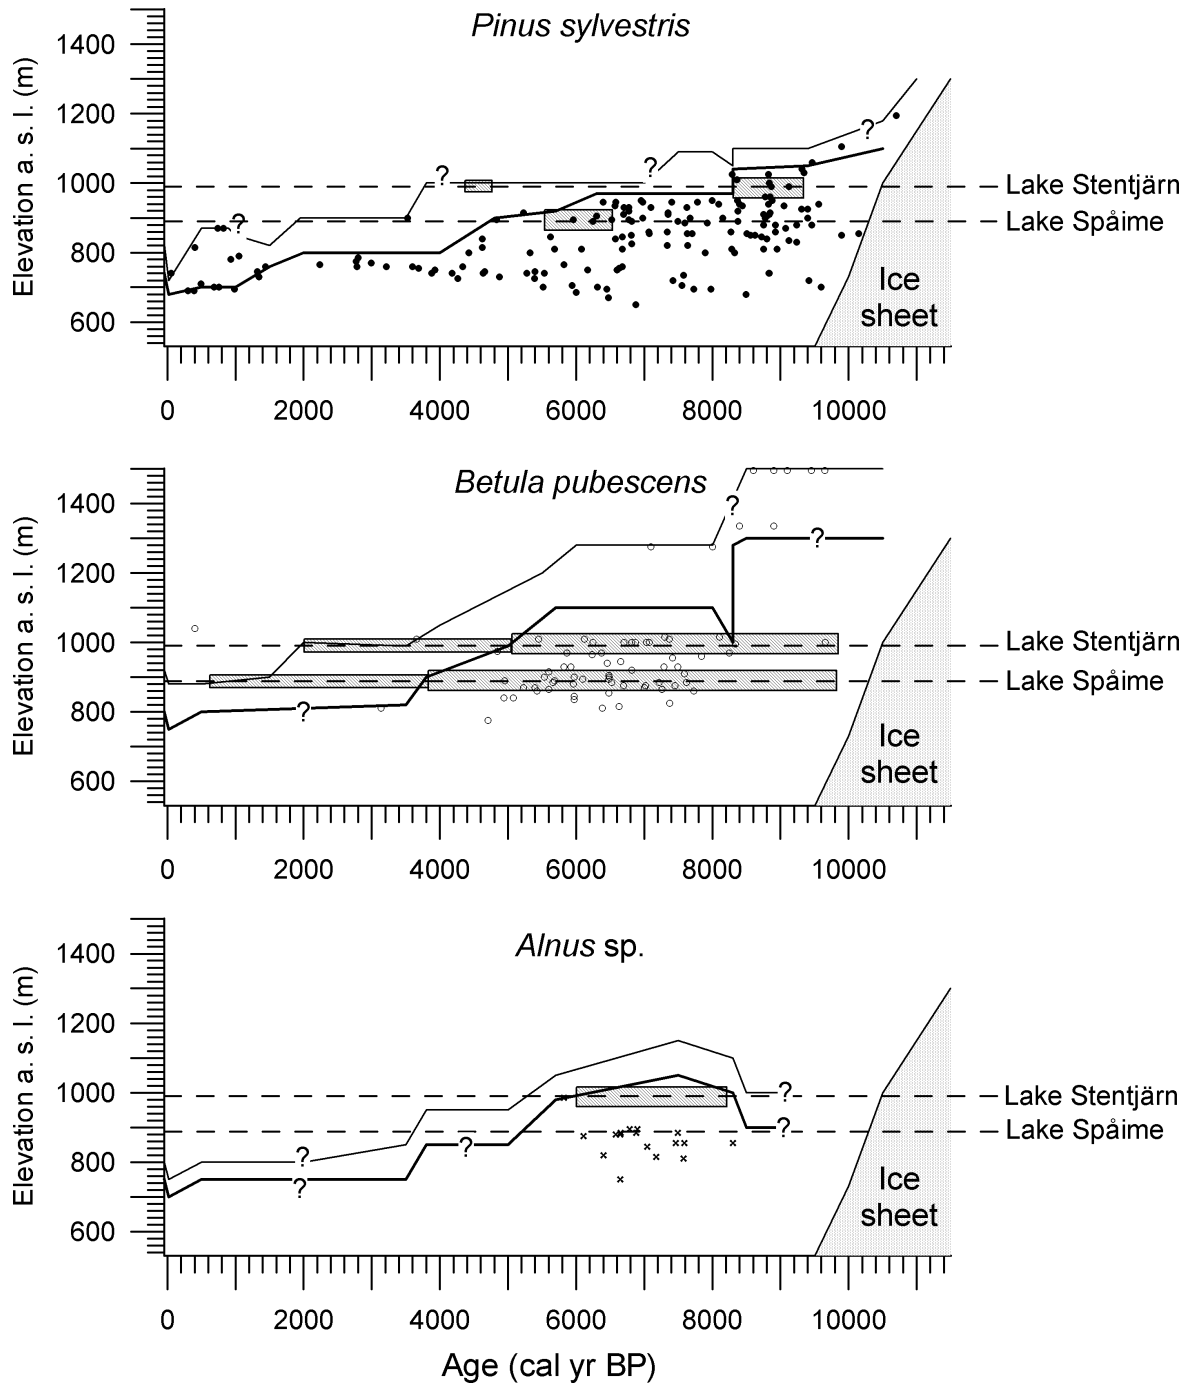 Pinus sylvestris
Elevation a. s. l. (m)
1400
1200
1000
800
600
?
?
?
?
Lake Stentjärn
Lake Spåime
Ice
sheet
0 2000 4000 6000 8000 10000
Betula pubescens
Elevation a. s. l. (m)
1400
1200
1000
800
600
?
?
?
Lake Stentjärn
Lake Spåime
Ice
sheet
0 2000 4000 6000 8000 10000
Alnus sp.
Elevation a. s. l. (m)
1400
1200
1000
800
600
?
?
?
?
?
Lake Stentjärn
Lake Spåime
Ice
sheet
0 2000 4000 6000 8000 10000
Age (cal yr BP)